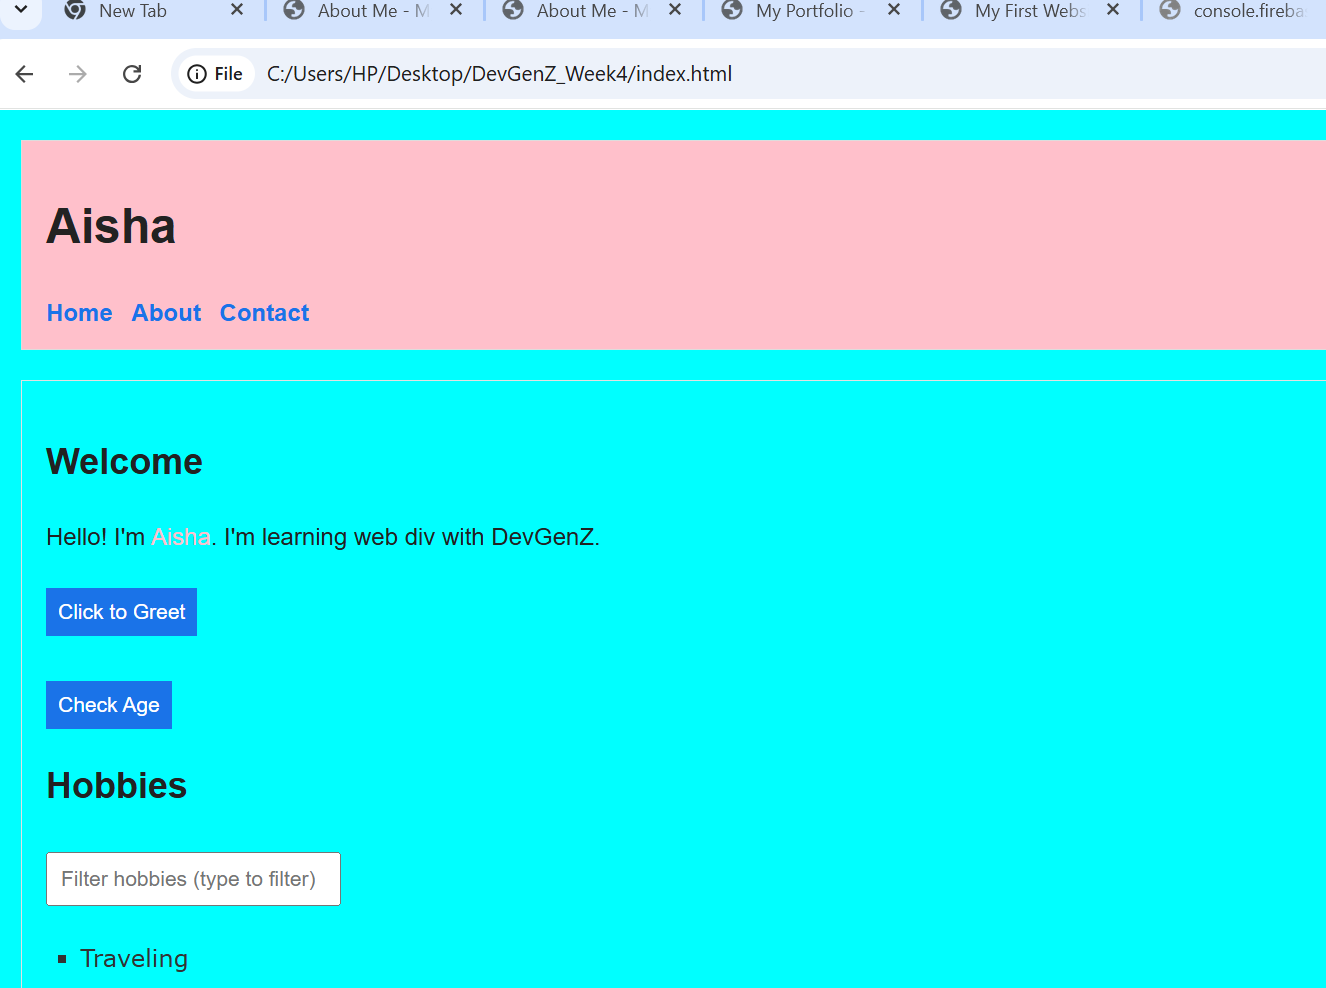 New Tab
About Me - M
About Me - M
My Portfolio -
My First Webs
console.fireba
File
C:/Users/HP/Desktop/DevGenZ_Week4/index.html
Aisha
Home About Contact
Welcome
Hello! I'm Aisha. I'm learning web div with DevGenZ.
Click to Greet
Check Age
Hobbies
Filter hobbies (type to filter)
Traveling